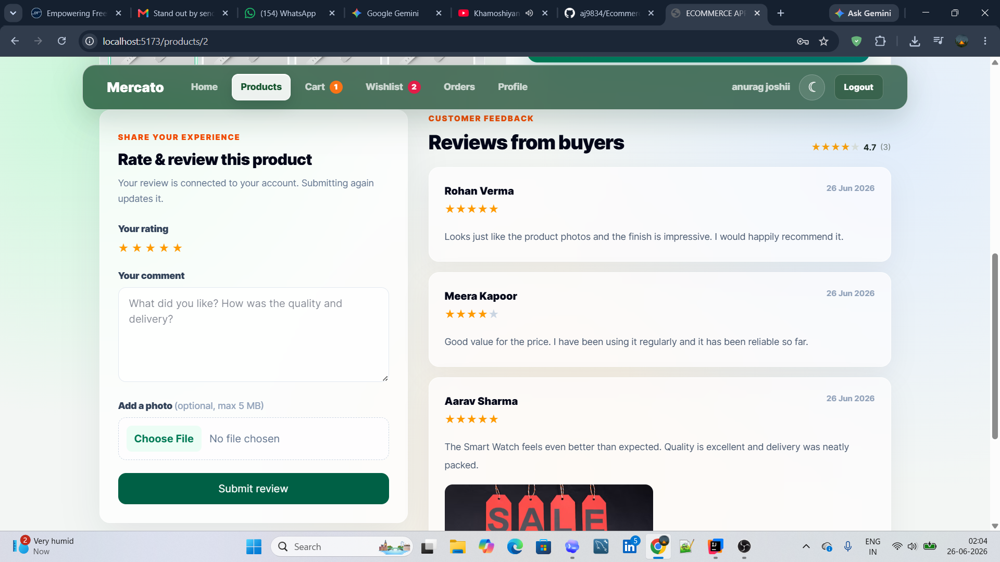 Empowering Free
Stand out by senc
(154) WhatsApp
Google Gemini
Khamoshiyan
aj9834/Ecommer
ECOMMERCE AP
Ask Gemini
localhost:5173/products/2
Mercato
Home
Products
Cart 1
Wishlist 2
Orders
Profile
anurag joshii
Logout
SHARE YOUR EXPERIENCE
Rate & review this product
Your review is connected to your account. Submitting again
updates it.
Your rating
Your comment
What did you like? How was the quality and
delivery?
Add a photo (optional, max 5 MB)
Choose File No file chosen
Submit review
CUSTOMER FEEDBACK
Reviews from buyers
4.7 (3)
Rohan Verma
26 Jun 2026
Looks just like the product photos and the finish is impressive. I would happily recommend it.
Meera Kapoor
26 Jun 2026
Good value for the price. I have been using it regularly and it has been reliable so far.
Aarav Sharma
26 Jun 2026
The Smart Watch feels even better than expected. Quality is excellent and delivery was neatly
packed.
SALE
2
Very humid
Now
Search
5
ENG
IN
02:04
26-06-2026